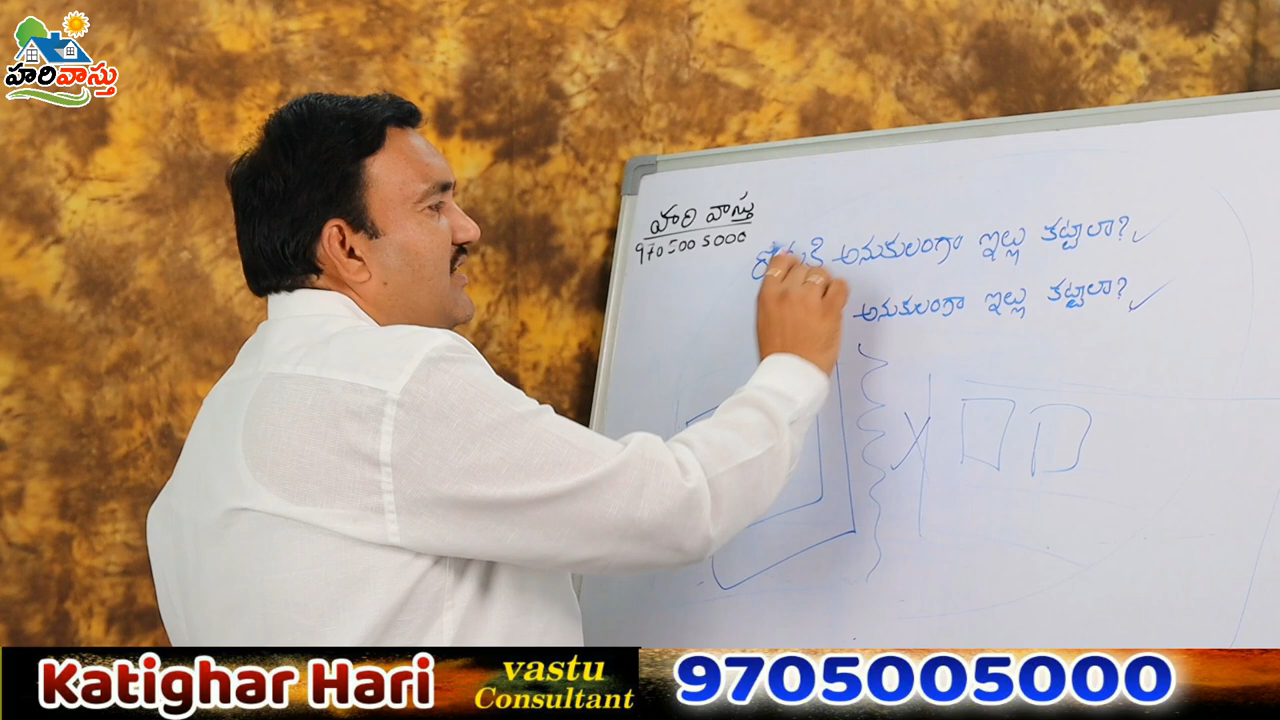 హరివాస్తు
హరి వాస్తు
9705005000
అనుకులంగా ఇల్లు కట్టాలా?
అనుకులంగా ఇల్లు కట్టాలా?
Katighar Hari
vastu
Consultant
9705005000